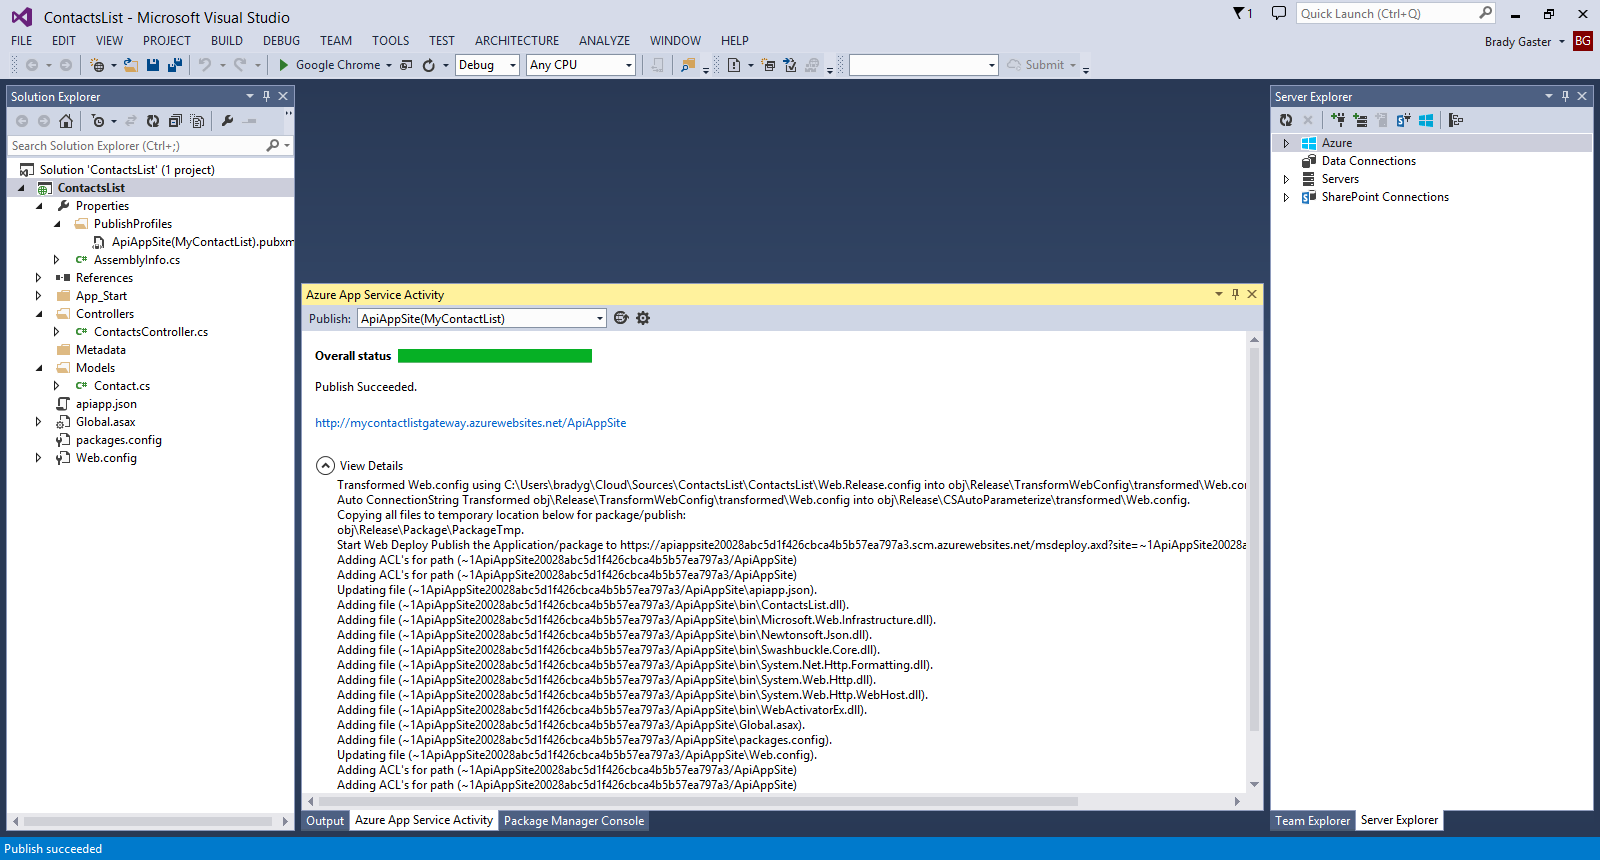 ContactsList - Microsoft Visual Studio
1
Quick Launch (Ctrl+Q)
FILE EDIT VIEW PROJECT BUILD DEBUG TEAM TOOLS TEST ARCHITECTURE ANALYZE WINDOW HELP
Brady Gaster BG
Google Chrome Debug Any CPU Submit
Solution Explorer
Search Solution Explorer (Ctrl+;)
Solution 'ContactsList' (1 project)
ContactsList
Properties
PublishProfiles
ApiAppSite(MyContactList).pubxm
C# AssemblyInfo.cs
References
App_Start
Controllers
C# ContactsController.cs
Metadata
Models
C# Contact.cs
apiapp.json
Global.asax
packages.config
Web.config
Azure App Service Activity
Publish: ApiAppSite(MyContactList)
Overall status
Publish Succeeded.
http://mycontactlistgateway.azurewebsites.net/ApiAppSite
View Details
Transformed Web.config using C:\Users\bradyg\Cloud\Sources\ContactsList\ContactsList\Web.Release.config into obj\Release\TransformWebConfig\transformed\Web.co
Auto ConnectionString Transformed obj\Release\TransformWebConfig\transformed\Web.config into obj\Release\CSAutoParameterize\transformed\Web.config.
Copying all files to temporary location below for package/publish:
obj\Release\Package\PackageTmp.
Start Web Deploy Publish the Application/package to https://apiappsite20028abc5d1f426cbca4b5b57ea797a3.scm.azurewebsites.net/msdeploy.axd?site=~1ApiAppSite20028a
Adding ACL's for path (~1ApiAppSite20028abc5d1f426cbca4b5b57ea797a3/ApiAppSite)
Adding ACL's for path (~1ApiAppSite20028abc5d1f426cbca4b5b57ea797a3/ApiAppSite)
Updating file (~1ApiAppSite20028abc5d1f426cbca4b5b57ea797a3/ApiAppSite\apiapp.json).
Adding file (~1ApiAppSite20028abc5d1f426cbca4b5b57ea797a3/ApiAppSite\bin\ContactsList.dll).
Adding file (~1ApiAppSite20028abc5d1f426cbca4b5b57ea797a3/ApiAppSite\bin\Microsoft.Web.Infrastructure.dll).
Adding file (~1ApiAppSite20028abc5d1f426cbca4b5b57ea797a3/ApiAppSite\bin\Newtonsoft.Json.dll).
Adding file (~1ApiAppSite20028abc5d1f426cbca4b5b57ea797a3/ApiAppSite\bin\Swashbuckle.Core.dll).
Adding file (~1ApiAppSite20028abc5d1f426cbca4b5b57ea797a3/ApiAppSite\bin\System.Net.Http.Formatting.dll).
Adding file (~1ApiAppSite20028abc5d1f426cbca4b5b57ea797a3/ApiAppSite\bin\System.Web.Http.dll).
Adding file (~1ApiAppSite20028abc5d1f426cbca4b5b57ea797a3/ApiAppSite\bin\System.Web.Http.WebHost.dll).
Adding file (~1ApiAppSite20028abc5d1f426cbca4b5b57ea797a3/ApiAppSite\bin\WebActivatorEx.dll).
Adding file (~1ApiAppSite20028abc5d1f426cbca4b5b57ea797a3/ApiAppSite\Global.asax).
Adding file (~1ApiAppSite20028abc5d1f426cbca4b5b57ea797a3/ApiAppSite\packages.config).
Updating file (~1ApiAppSite20028abc5d1f426cbca4b5b57ea797a3/ApiAppSite\Web.config).
Adding ACL's for path (~1ApiAppSite20028abc5d1f426cbca4b5b57ea797a3/ApiAppSite)
Adding ACL's for path (~1ApiAppSite20028abc5d1f426cbca4b5b57ea797a3/ApiAppSite)
Output Azure App Service Activity Package Manager Console
Server Explorer
Azure
Data Connections
Servers
SharePoint Connections
Team Explorer Server Explorer
Publish succeeded